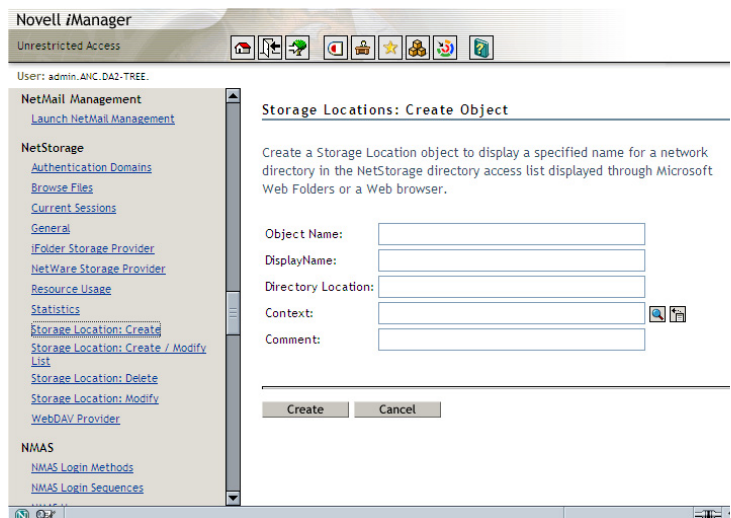 Novell iManager
Unrestricted Access
User: admin.ANC.DA2-TREE.
NetMail Management
Launch NetMail Management
NetStorage
Authentication Domains
Browse Files
Current Sessions
General
iFolder Storage Provider
NetWare Storage Provider
Resource Usage
Statistics
Storage Location: Create
Storage Location: Create / Modify
List
Storage Location: Delete
Storage Location: Modify
WebDAV Provider
NMAS
NMAS Login Methods
NMAS Login Sequences
Storage Locations: Create Object
Create a Storage Location object to display a specified name for a network
directory in the NetStorage directory access list displayed through Microsoft
Web Folders or a Web browser.
Object Name:
DisplayName:
Directory Location:
Context:
Comment:
Create
Cancel